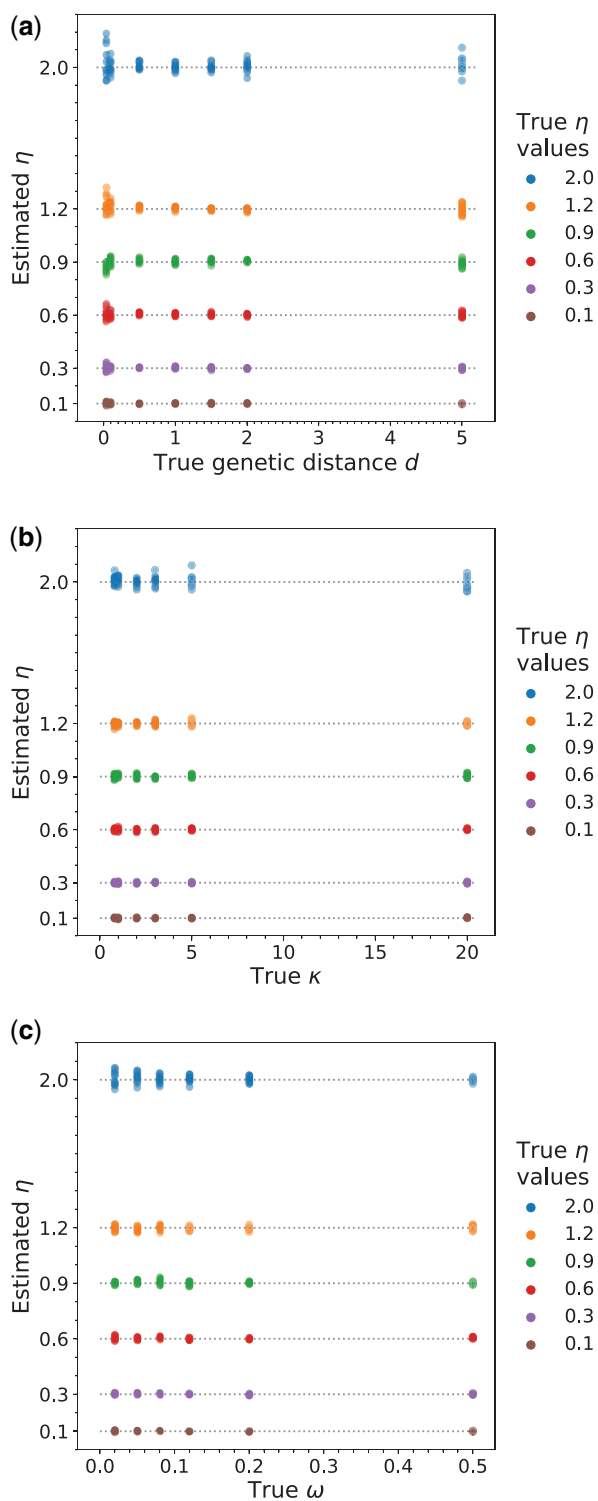 (a)
Estimated η
2.0
1.2
0.9
0.6
0.3
0.1
0 1 2 3 4 5
True genetic distance d
True η
values
2.0
1.2
0.9
0.6
0.3
0.1
(b)
Estimated η
2.0
1.2
0.9
0.6
0.3
0.1
0 5 10 15 20
True κ
True η
values
2.0
1.2
0.9
0.6
0.3
0.1
(c)
Estimated η
2.0
1.2
0.9
0.6
0.3
0.1
0.0 0.1 0.2 0.3 0.4 0.5
True ω
True η
values
2.0
1.2
0.9
0.6
0.3
0.1